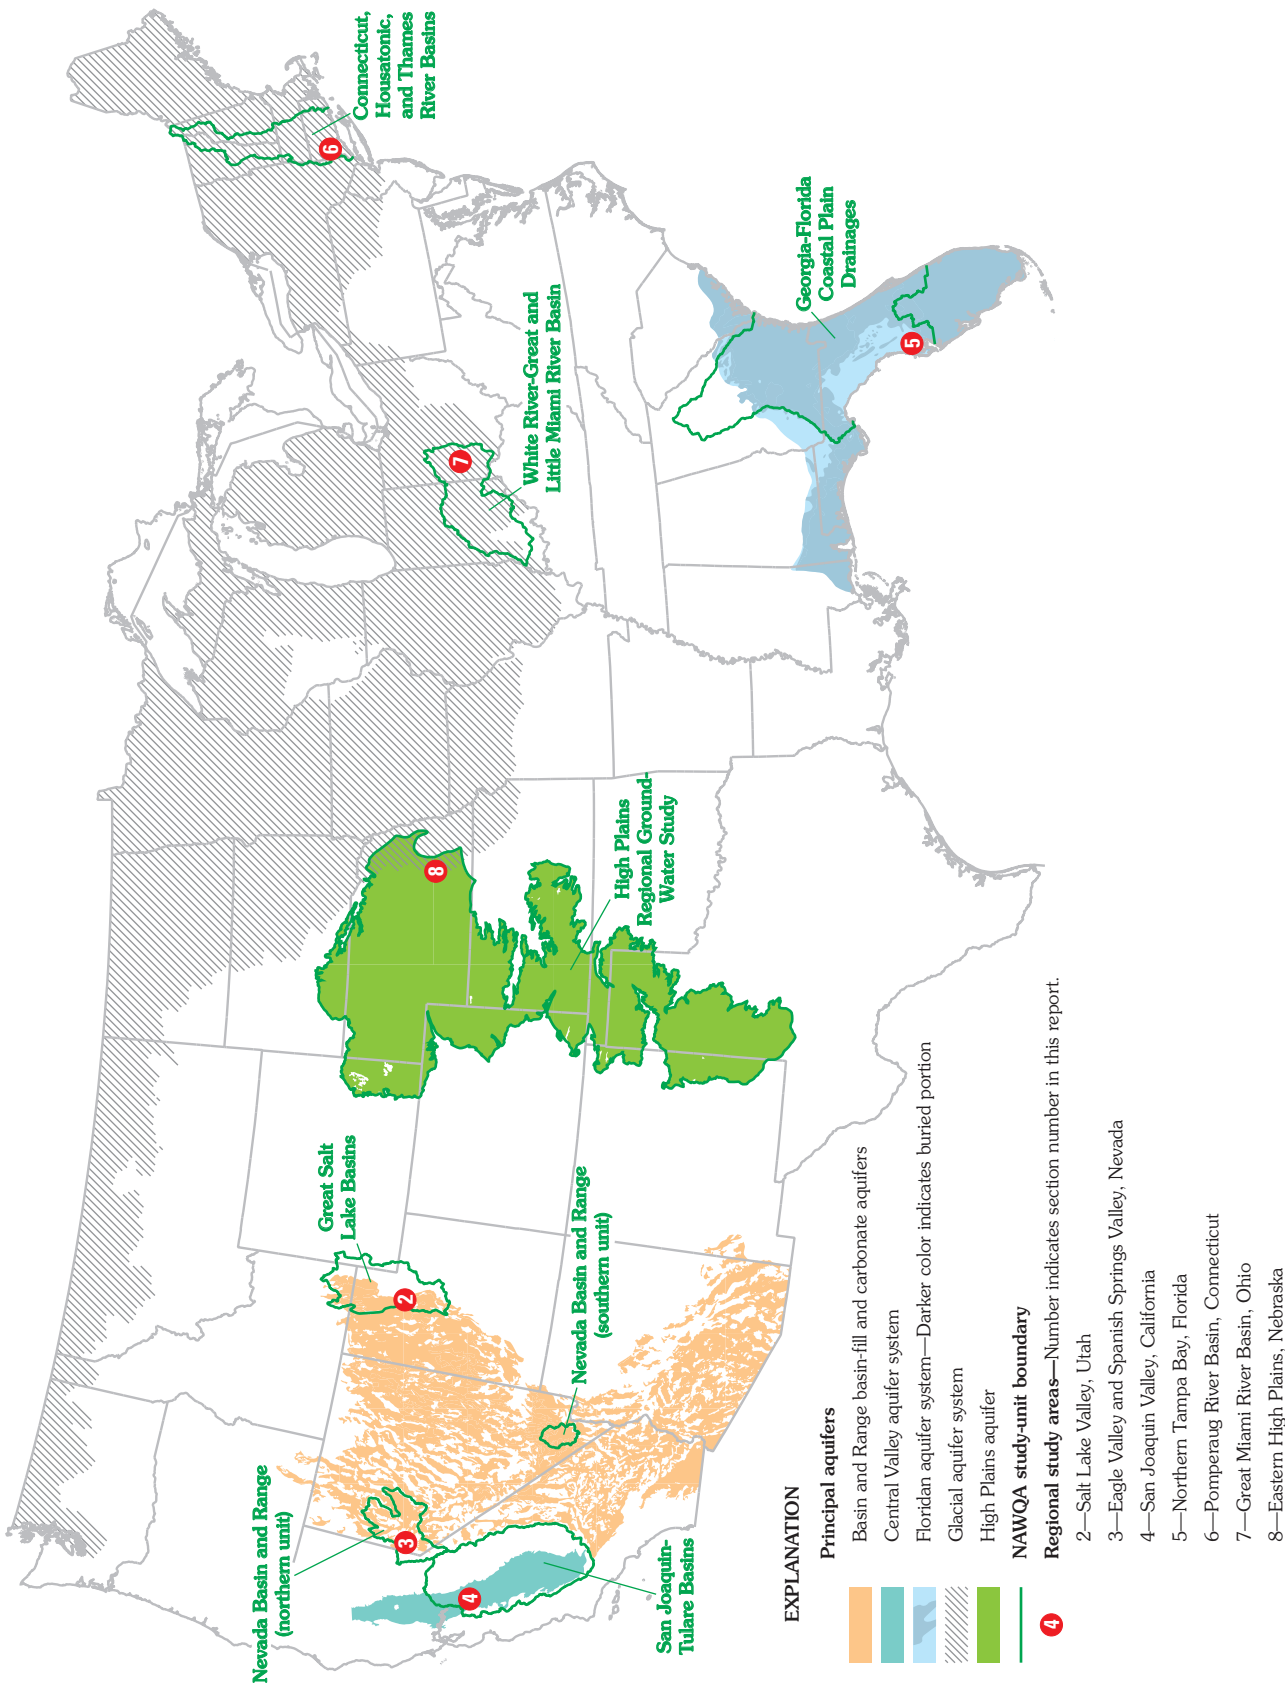 Nevada Basin and Range
(northern unit)
San Joaquin-
Tulare Basins
Nevada Basin and Range
(southern unit)
Great Salt
Lake Basins
High Plains
Regional Ground-
Water Study
White River-Great and
Little Miami River Basin
Georgia-Florida
Coastal Plain
Drainages
Connecticut,
Housatonic,
and Thames
River Basins
3
4
2
8
7
5
6
EXPLANATION
Principal aquifers
Basin and Range basin-fill and carbonate aquifers
Central Valley aquifer system
Floridan aquifer system—Darker color indicates buried portion
Glacial aquifer system
High Plains aquifer
NAWQA study-unit boundary
4 Regional study areas—Number indicates section number in this report.
2—Salt Lake Valley, Utah
3—Eagle Valley and Spanish Springs Valley, Nevada
4—San Joaquin Valley, California
5—Northern Tampa Bay, Florida
6—Pomperaug River Basin, Connecticut
7—Great Miami River Basin, Ohio
8—Eastern High Plains, Nebraska